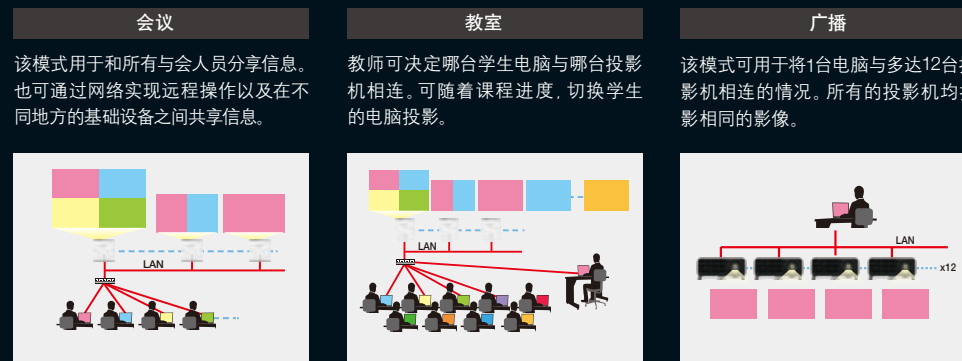 会议
该模式用于和所有与会人员分享信息。
也可通过网络实现远程操作以及在不
同地方的基础设备之间共享信息。
LAN
教室
教师可决定哪台学生电脑与哪台投影
机相连。可随着课程进度, 切换学生
的电脑投影。
LAN
广播
该模式可用于将1台电脑与多达12台
影机相连的情况。所有的投影机均
影相同的影像。
LAN
x12